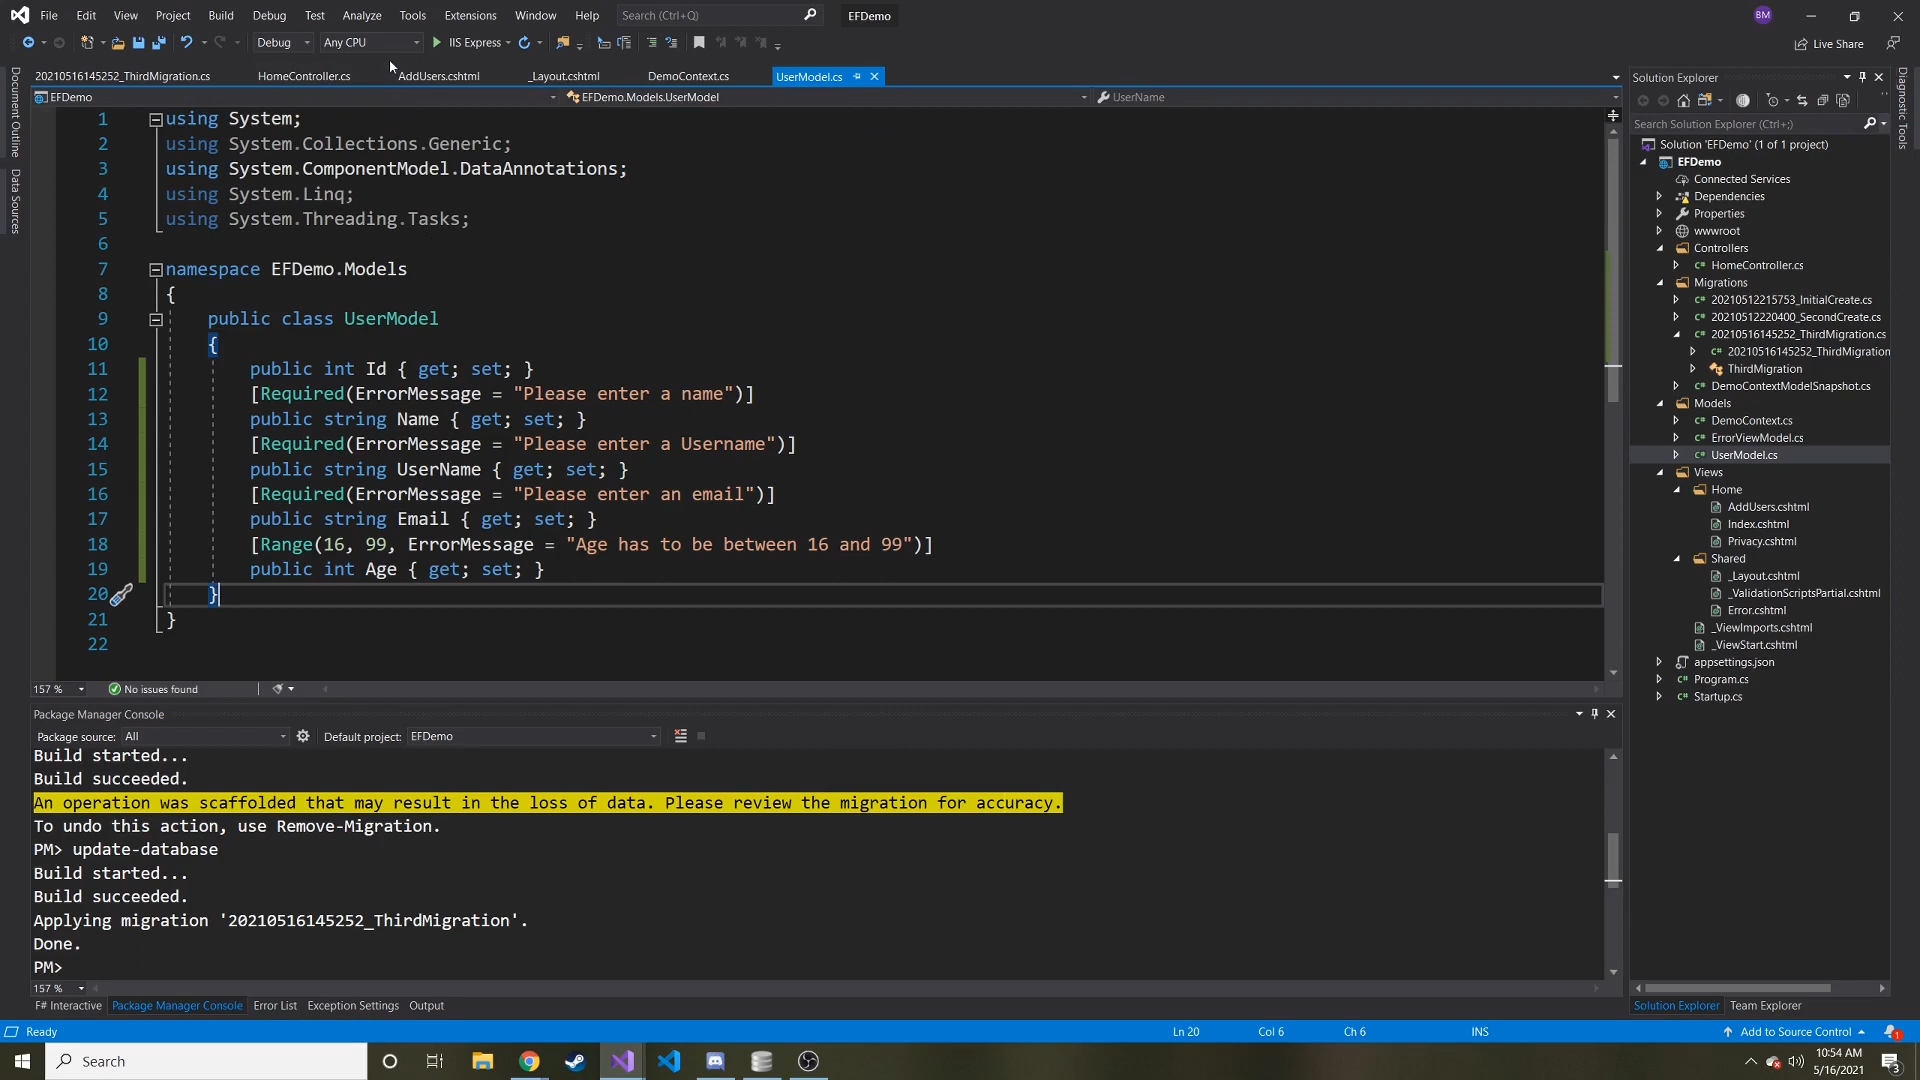 File Edit View Project Build Debug Test Analyze Tools Extensions Window Help Search (Ctrl+Q) EFDemo BM
Debug Any CPU IIS Express Live Share
20210516145252_ThirdMigration.cs HomeController.cs AddUsers.cshtml _Layout.cshtml DemoContext.cs UserModel.cs
EFDemo EFDemo.Models.UserModel UserName
Document Outline
Data Sources
1 using System;
2 using System.Collections.Generic;
3 using System.ComponentModel.DataAnnotations;
4 using System.Linq;
5 using System.Threading.Tasks;
6
7 namespace EFDemo.Models
8 {
9 public class UserModel
10 {
11 public int Id { get; set; }
12 [Required(ErrorMessage = "Please enter a name")]
13 public string Name { get; set; }
14 [Required(ErrorMessage = "Please enter a Username")]
15 public string UserName { get; set; }
16 [Required(ErrorMessage = "Please enter an email")]
17 public string Email { get; set; }
18 [Range(16, 99, ErrorMessage = "Age has to be between 16 and 99")]
19 public int Age { get; set; }
20 }
21 }
22
157 % No issues found
Package Manager Console
Package source: All Default project: EFDemo
Build started...
Build succeeded.
An operation was scaffolded that may result in the loss of data. Please review the migration for accuracy.
To undo this action, use Remove-Migration.
PM> update-database
Build started...
Build succeeded.
Applying migration '20210516145252_ThirdMigration'.
Done.
PM>
157 %
F# Interactive Package Manager Console Error List Exception Settings Output
Solution Explorer
Search Solution Explorer (Ctrl+;)
Solution 'EFDemo' (1 of 1 project)
EFDemo
Connected Services
Dependencies
Properties
wwwroot
Controllers
HomeController.cs
Migrations
20210512215753_InitialCreate.cs
20210512220400_SecondCreate.cs
20210516145252_ThirdMigration.cs
20210516145252_ThirdMigration
ThirdMigration
DemoContextModelSnapshot.cs
Models
DemoContext.cs
ErrorViewModel.cs
UserModel.cs
Views
Home
AddUsers.cshtml
Index.cshtml
Privacy.cshtml
Shared
_Layout.cshtml
_ValidationScriptsPartial.cshtml
Error.cshtml
_ViewImports.cshtml
_ViewStart.cshtml
appsettings.json
Program.cs
Startup.cs
Solution Explorer Team Explorer
Diagnostic Tools
Ready Ln 20 Col 6 Ch 6 INS Add to Source Control 1
Search 10:54 AM
5/16/2021 3